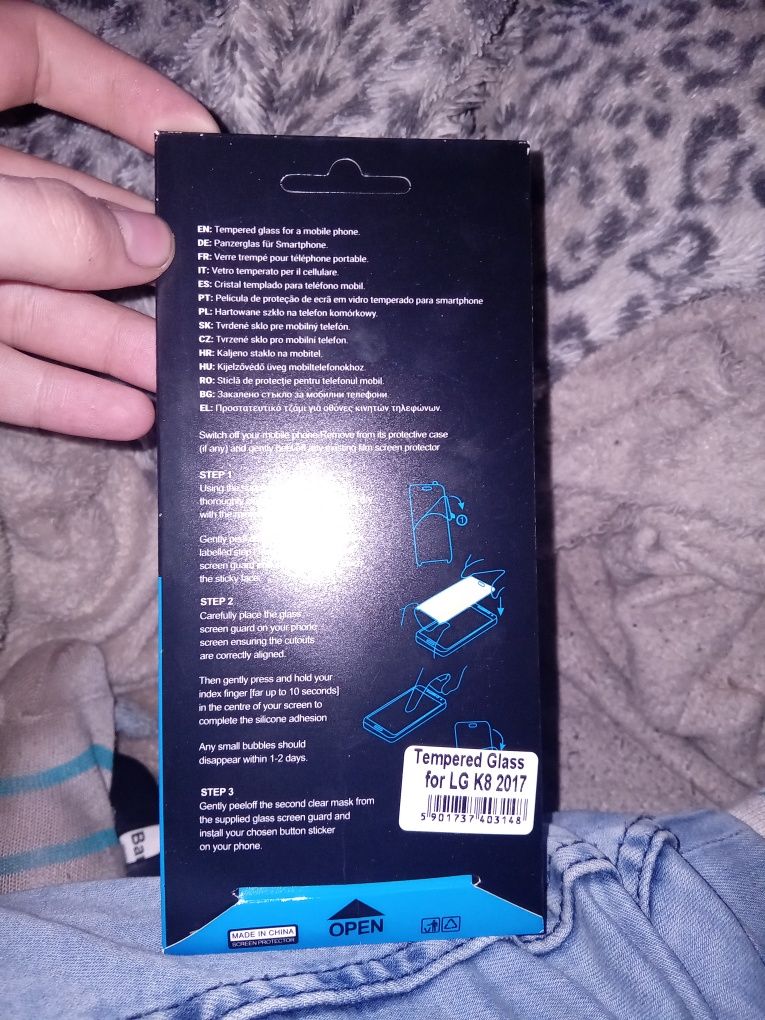 EN: Tempered glass for a mobile phone.
DE: Panzerglas für Smartphone.
FR: Verre trempé pour téléphone portable.
IT: Vetro temperato per il cellulare.
ES: Cristal templado para teléfono mobil.
PT: Película de proteção de ecrã em vidro temperado para smartphone
PL: Hartowane szkło na telefon komórkowy.
SK: Tvrdené sklo pre mobilný telefón.
CZ: Tvrzené sklo pro mobilní telefon.
HR: Kaljeno staklo na mobitel.
HU: Kijelzővédő üveg mobiltelefonokhoz.
RO: Sticlă de protecție pentru telefonul mobil.
BG: Закалено стъкло за мобилни телефони.
EL: Προστατευτικό τζάμι για οθόνες κινητών τηλεφώνων.
Switch off your mobile phone.Remove from its protective case
(if any) and gently any existing film screen protector
STEP 1
Using the
thoroughly
with the
Gently
labelled
screen guard
the sticky face.
STEP 2
Carefully place the glass
screen guard on your phone
screen ensuring the cutouts
are correctly aligned.
Then gently press and hold your
index finger [far up to 10 seconds]
in the centre of your screen to
complete the silicone adhesion
Any small bubbles should
disappear within 1-2 days.
STEP 3
Gently peeloff the second clear mask from
the supplied glass screen guard and
install your chosen button sticker
on your phone.
1
Tempered Glass
for LG K8 2017
5 901737 403148
MADE IN CHINA
SCREEN PROTECTOR
OPEN
Bar